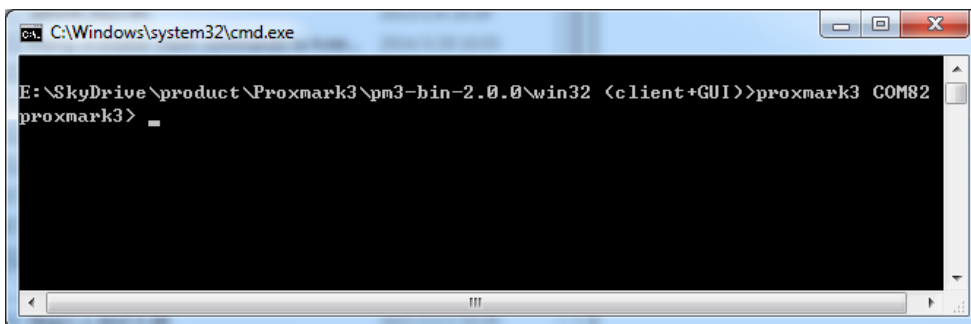 C:\Windows\system32\cmd.exe
E:\SkyDrive\product\Proxmark3\pm3-bin-2.0.0\win32 (client+GUI)>proxmark3 COM82
proxmark3> _